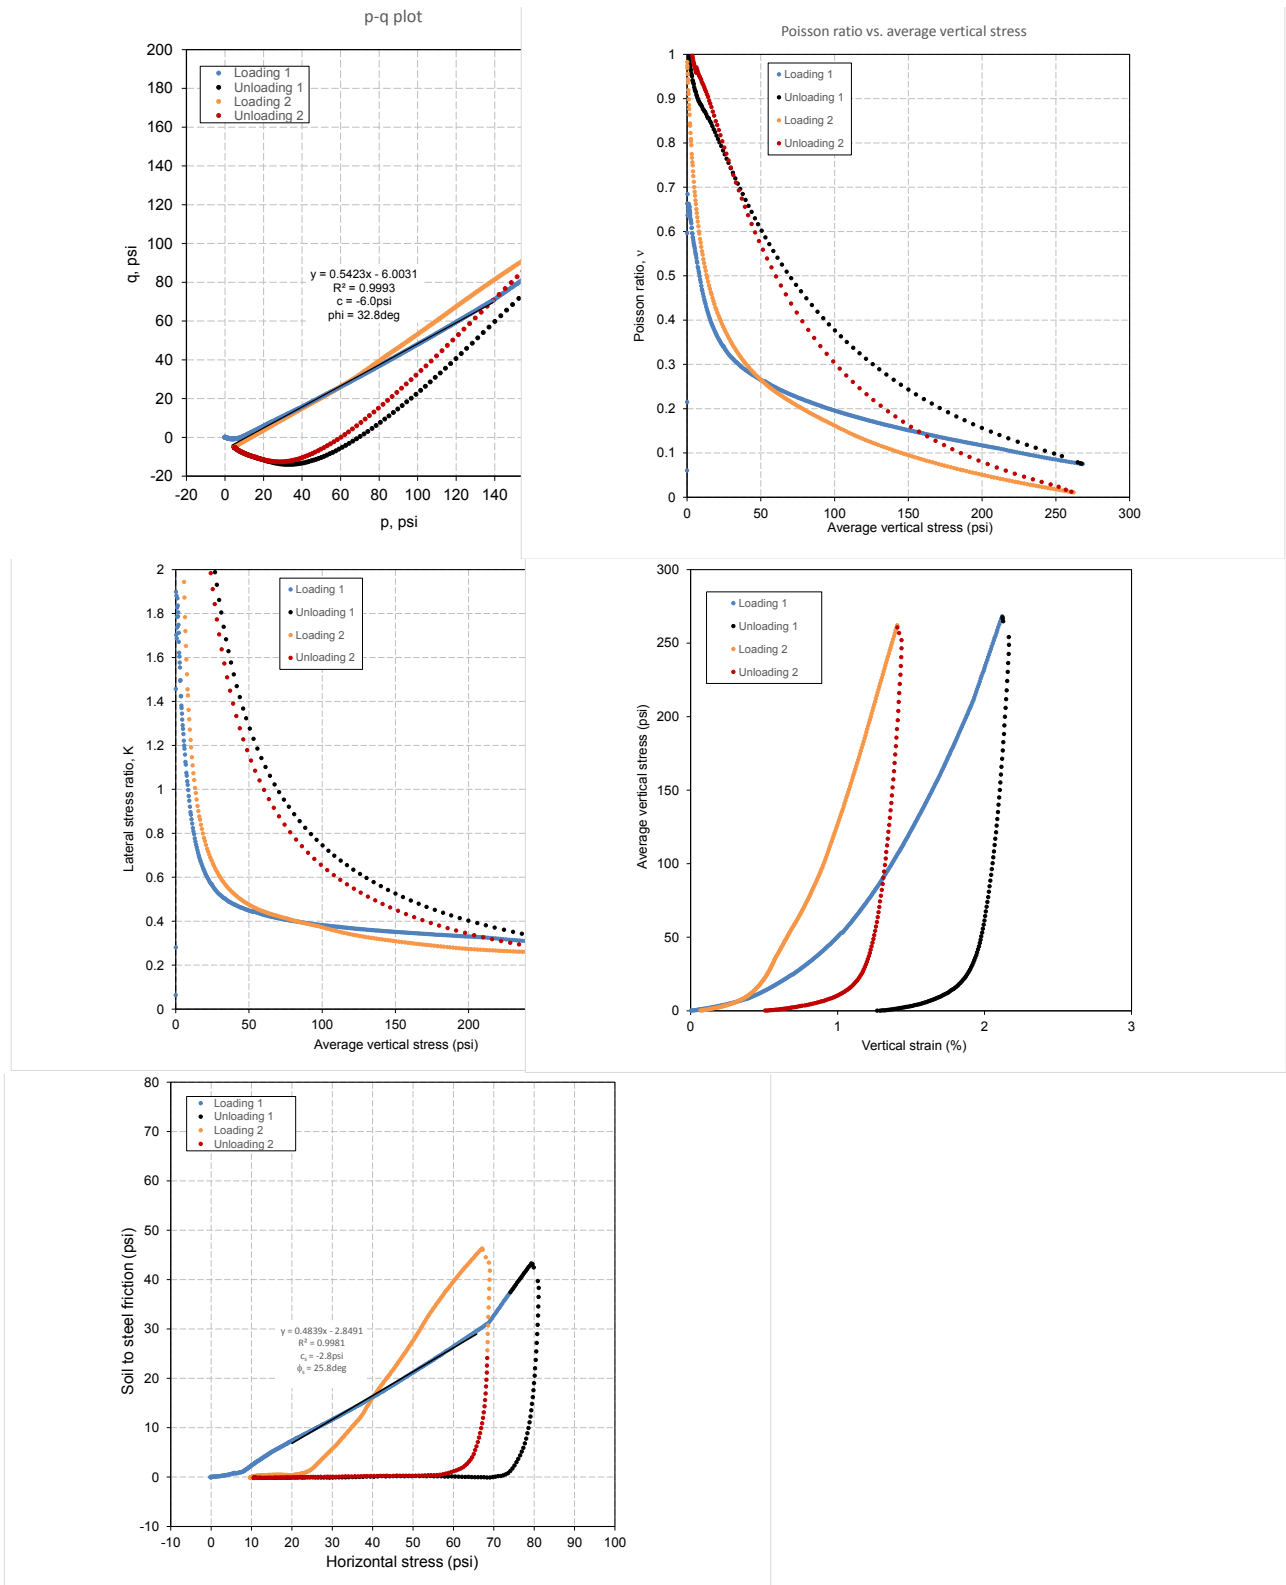 p-q plot
200
180
160
140
120
100
80
60
40
20
0
-20
-20 0 20 40 60 80 100 120 140
q, psi
p, psi
Loading 1
Unloading 1
Loading 2
Unloading 2
y = 0.5423x - 6.0031
R² = 0.9993
c = -6.0psi
phi = 32.8deg
Poisson ratio vs. average vertical stress
1
0.9
0.8
0.7
0.6
0.5
0.4
0.3
0.2
0.1
0
0 50 100 150 200 250 300
Poisson ratio, ν
Average vertical stress (psi)
Loading 1
Unloading 1
Loading 2
Unloading 2
2
1.8
1.6
1.4
1.2
1
0.8
0.6
0.4
0.2
0
0 50 100 150 200
Lateral stress ratio, K
Average vertical stress (psi)
Loading 1
Unloading 1
Loading 2
Unloading 2
300
250
200
150
100
50
0
0 1 2 3
Average vertical stress (psi)
Vertical strain (%)
Loading 1
Unloading 1
Loading 2
Unloading 2
80
70
60
50
40
30
20
10
0
-10
-10 0 10 20 30 40 50 60 70 80 90 100
Soil to steel friction (psi)
Horizontal stress (psi)
Loading 1
Unloading 1
Loading 2
Unloading 2
y = 0.4839x - 2.8491
R² = 0.9981
cₛ = -2.8psi
ϕₛ = 25.8deg